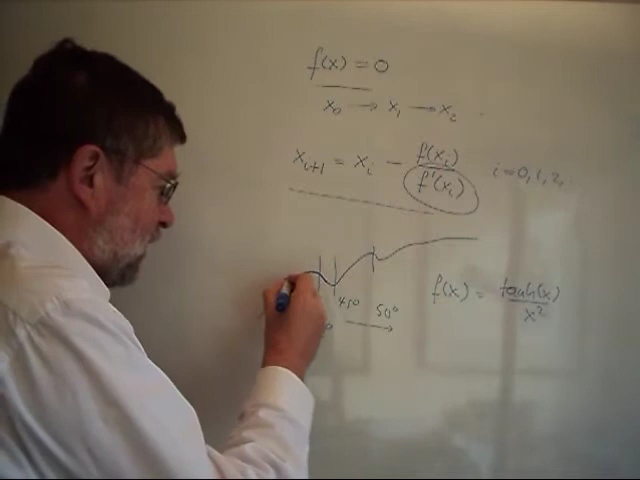 f(x) = 0
x₀ → x₁ → x₂ .
xᵢ₊₁ = xᵢ - f(xᵢ) / f'(xᵢ) i = 0, 1, 2,
f(x) = tanh(x) / x²
45° 50°